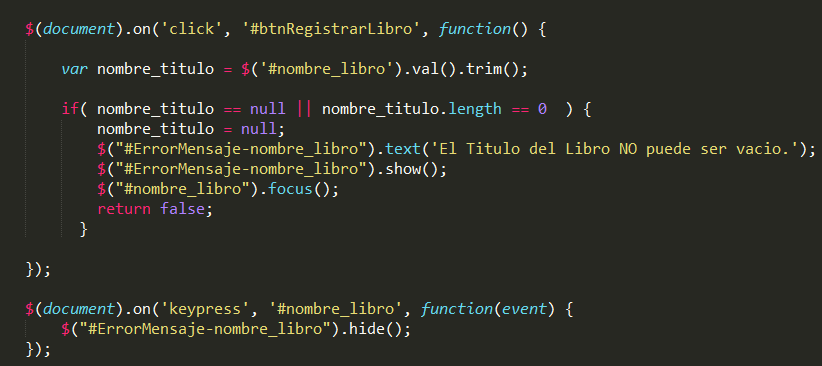 $(document).on('click', '#btnRegistrarLibro', function() {
var nombre_titulo = $('#nombre_libro').val().trim();
if( nombre_titulo == null || nombre_titulo.length == 0  ) {
nombre_titulo = null;
$("#ErrorMensaje-nombre_libro").text('El Titulo del Libro NO puede ser vacio.');
$("#ErrorMensaje-nombre_libro").show();
$("#nombre_libro").focus();
return false;
}
});
$(document).on('keypress', '#nombre_libro', function(event) {
$("#ErrorMensaje-nombre_libro").hide();
});